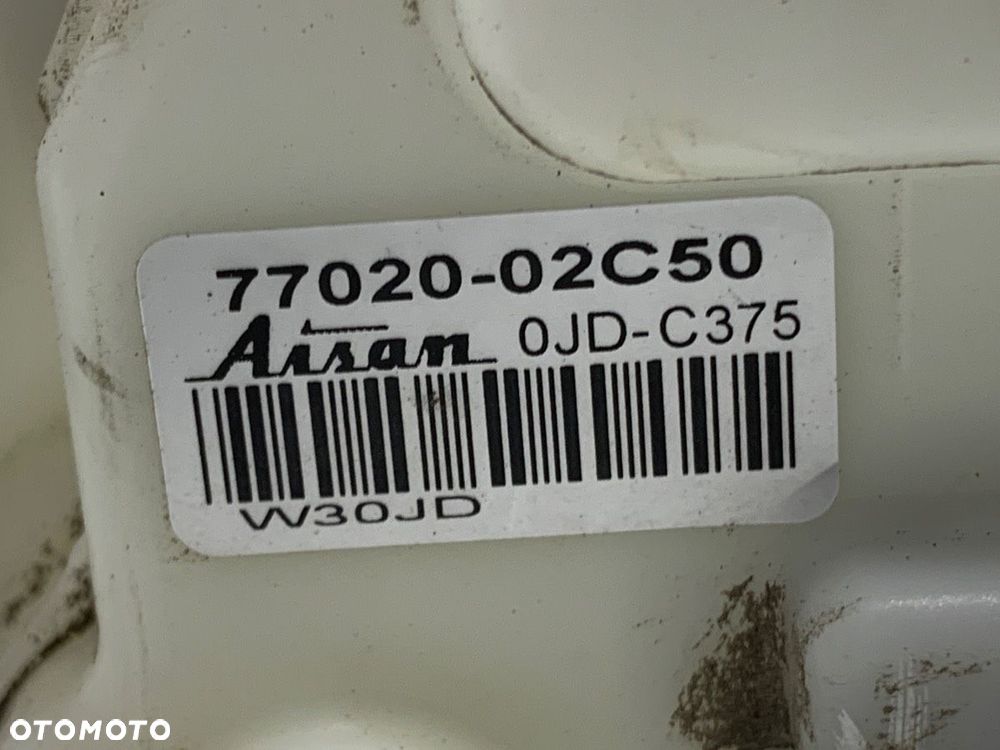 77020-02C50
Aisan 0JD-C375
W30JD
OTOMOTO